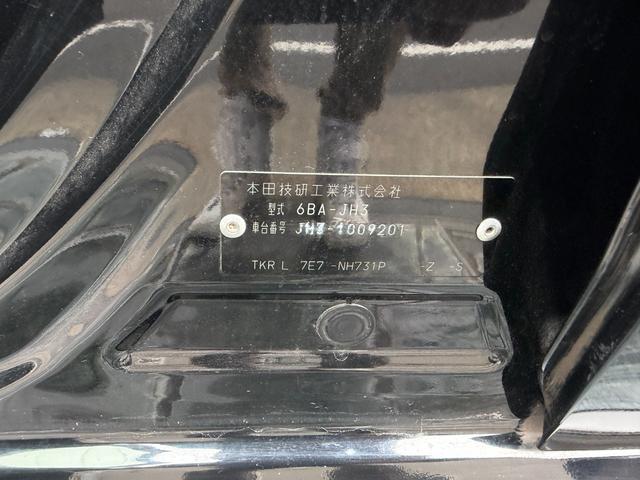 本田技研工業株式会社
型式 6BA-JH3
車台番号 JH3-1009201
TKR L 7E7 -NH731P -Z -S